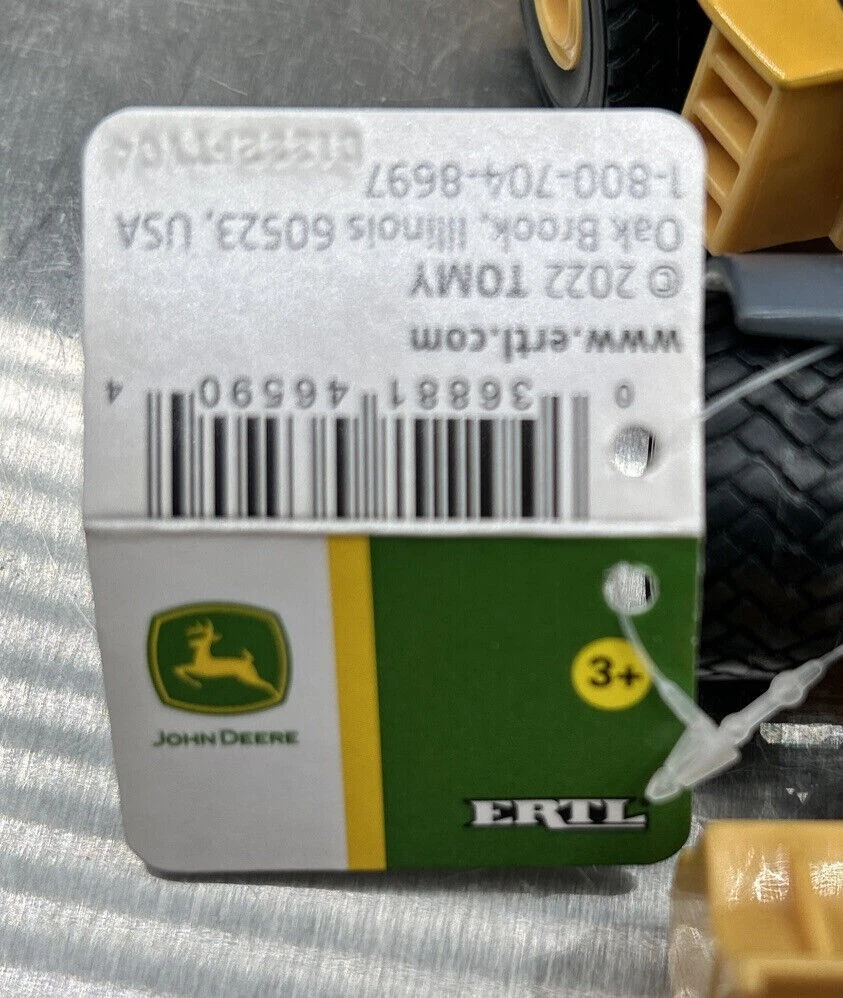 0 36881 46590 4
www.ertl.com
© 2022 TOMY
Oak Brook, Illinois 60523, USA
1-800-704-8697
JOHN DEERE
3+
ERTL